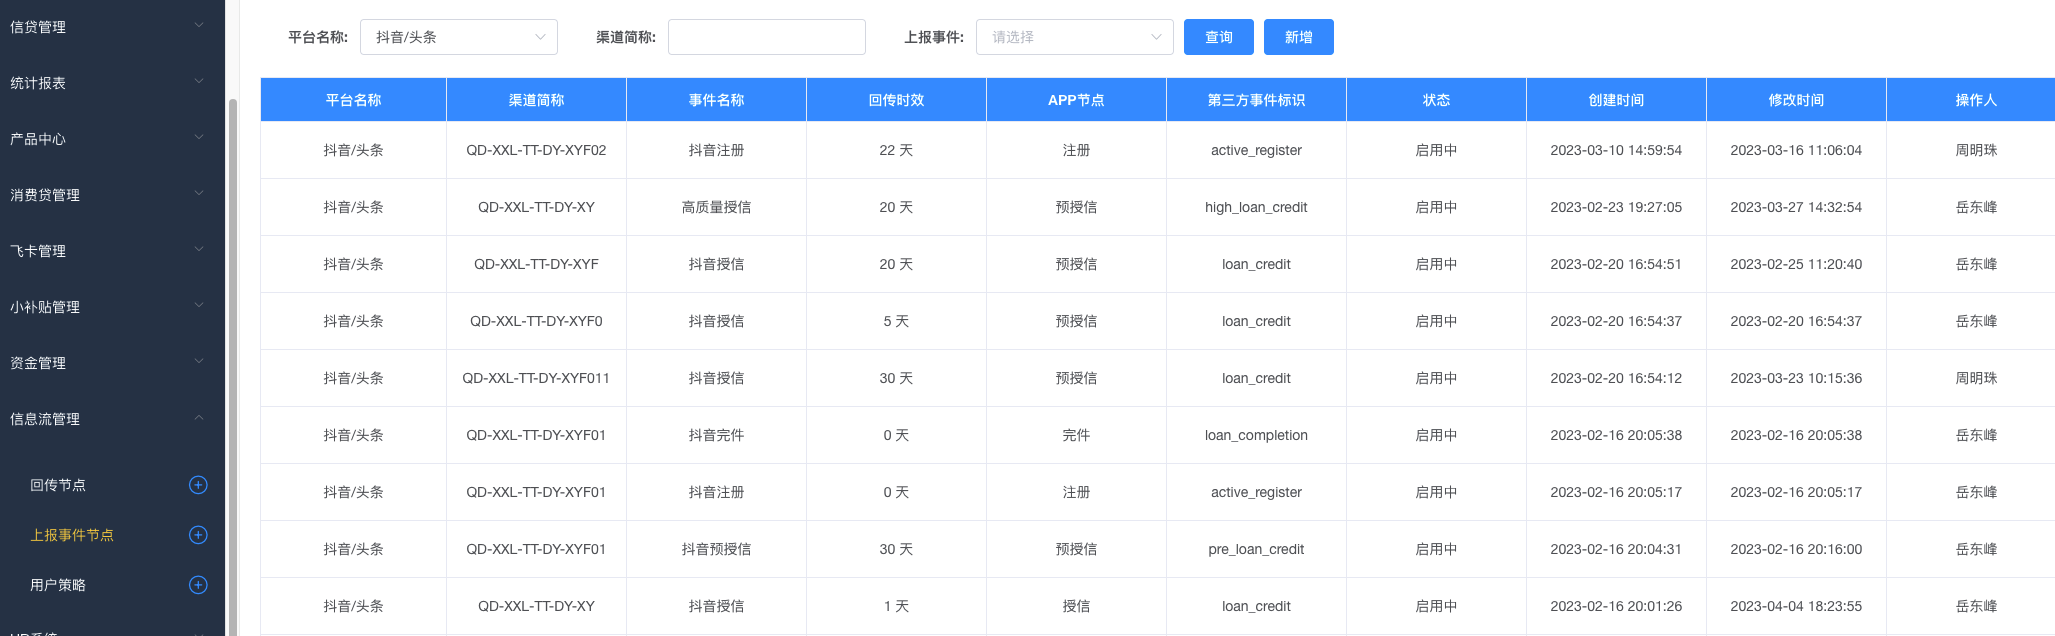 信贷管理
统计报表
产品中心
消费贷管理
飞卡管理
小补贴管理
资金管理
信息流管理
回传节点
上报事件节点
用户策略
平台名称: 抖音/头条 渠道简称: 上报事件: 请选择 查询 新增
平台名称 渠道简称 事件名称 回传时效 APP节点 第三方事件标识 状态 创建时间 修改时间 操作人
抖音/头条 QD-XXL-TT-DY-XYF02 抖音注册 22 天 注册 active_register 启用中 2023-03-10 14:59:54 2023-03-16 11:06:04 周明珠
抖音/头条 QD-XXL-TT-DY-XY 高质量授信 20 天 预授信 high_loan_credit 启用中 2023-02-23 19:27:05 2023-03-27 14:32:54 岳东峰
抖音/头条 QD-XXL-TT-DY-XYF 抖音授信 20 天 预授信 loan_credit 启用中 2023-02-20 16:54:51 2023-02-25 11:20:40 岳东峰
抖音/头条 QD-XXL-TT-DY-XYF0 抖音授信 5 天 预授信 loan_credit 启用中 2023-02-20 16:54:37 2023-02-20 16:54:37 岳东峰
抖音/头条 QD-XXL-TT-DY-XYF011 抖音授信 30 天 预授信 loan_credit 启用中 2023-02-20 16:54:12 2023-03-23 10:15:36 周明珠
抖音/头条 QD-XXL-TT-DY-XYF01 抖音完件 0 天 完件 loan_completion 启用中 2023-02-16 20:05:38 2023-02-16 20:05:38 岳东峰
抖音/头条 QD-XXL-TT-DY-XYF01 抖音注册 0 天 注册 active_register 启用中 2023-02-16 20:05:17 2023-02-16 20:05:17 岳东峰
抖音/头条 QD-XXL-TT-DY-XYF01 抖音预授信 30 天 预授信 pre_loan_credit 启用中 2023-02-16 20:04:31 2023-02-16 20:16:00 岳东峰
抖音/头条 QD-XXL-TT-DY-XY 抖音授信 1 天 授信 loan_credit 启用中 2023-02-16 20:01:26 2023-04-04 18:23:55 岳东峰